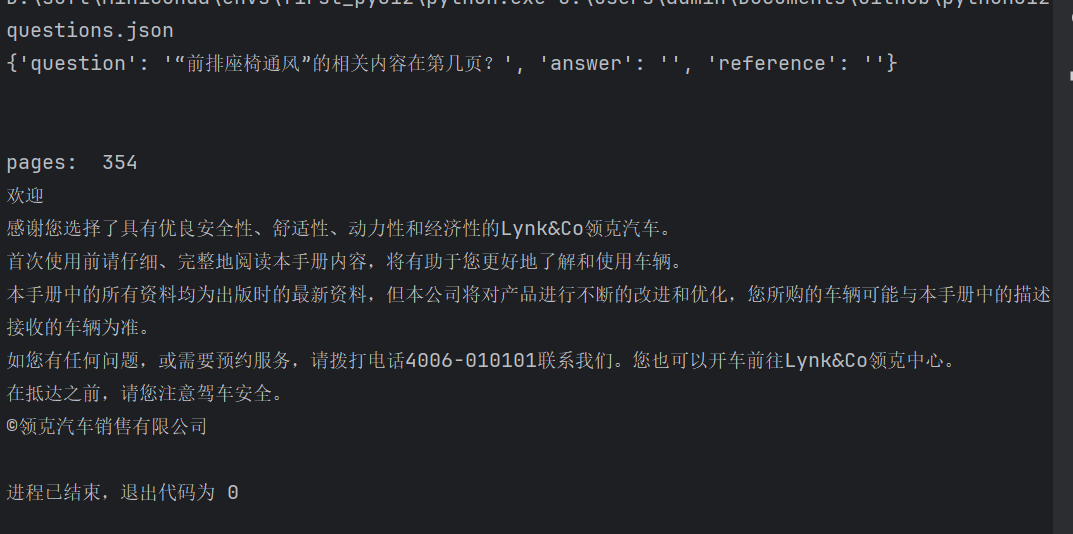 questions.json
{'question': '“前排座椅通风”的相关内容在第几页？', 'answer': '', 'reference': ''}
pages:  354
欢迎
感谢您选择了具有优良安全性、舒适性、动力性和经济性的Lynk&Co领克汽车。
首次使用前请仔细、完整地阅读本手册内容，将有助于您更好地了解和使用车辆。
本手册中的所有资料均为出版时的最新资料，但本公司将对产品进行不断的改进和优化，您所购的车辆可能与本手册中的描述
接收的车辆为准。
如您有任何问题，或需要预约服务，请拨打电话4006-010101联系我们。您也可以开车前往Lynk&Co领克中心。
在抵达之前，请您注意驾车安全。
©领克汽车销售有限公司
进程已结束，退出代码为 0